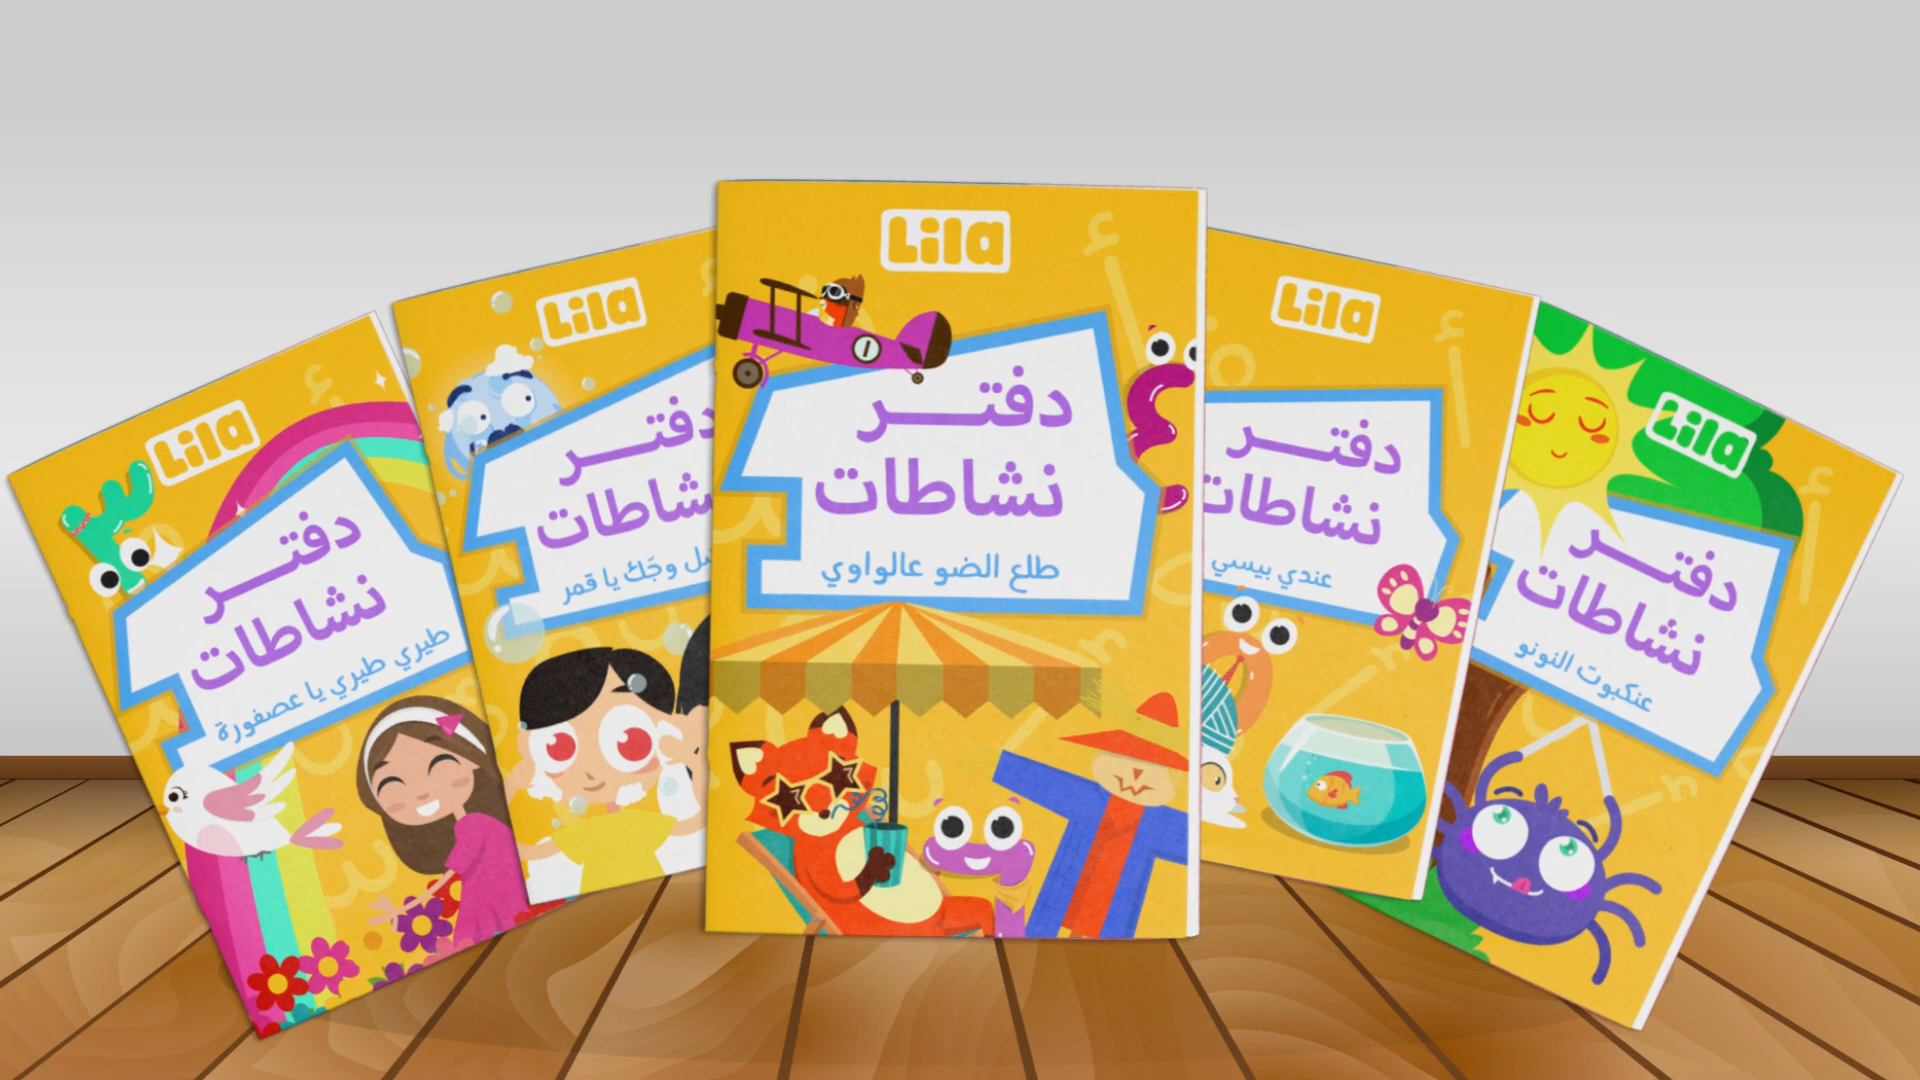 Lila
دفتر
نشاطات
طيري طيري يا عصفورة
Lila
دفتر
نشاطات
وجّك يا قمر
Lila
دفتر
نشاطات
طلع الضو عالواوي
Lila
دفتر
نشاطات
عندي بيسي
Lila
دفتر
نشاطات
عنكبوت النونو